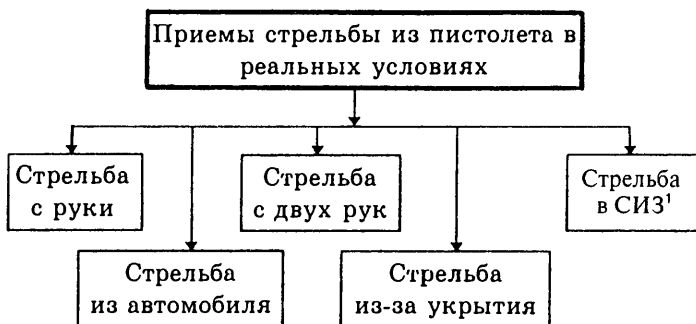 Приемы стрельбы из пистолета в
реальных условиях
Стрельба
с руки
Стрельба
с двух рук
Стрельба
в СИЗ¹
Стрельба
из автомобиля
Стрельба
из-за укрытия